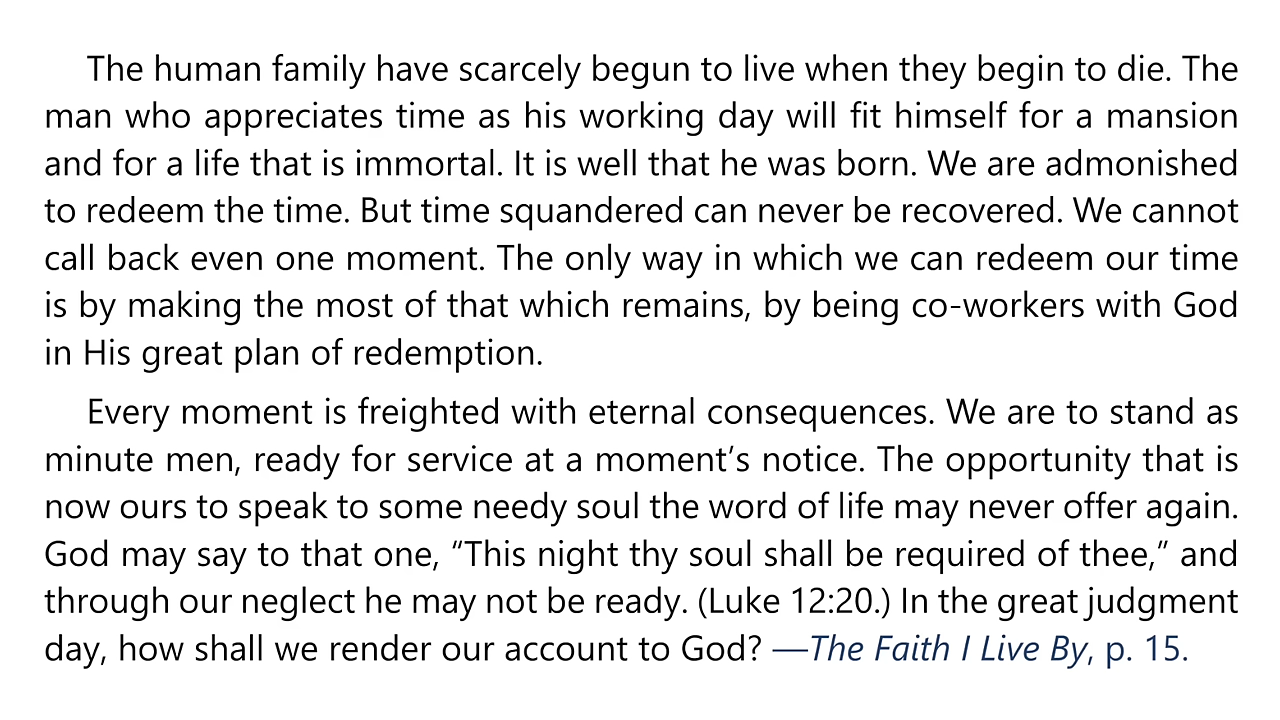 The human family have scarcely begun to live when they begin to die. The
man who appreciates time as his working day will fit himself for a mansion
and for a life that is immortal. It is well that he was born. We are admonished
to redeem the time. But time squandered can never be recovered. We cannot
call back even one moment. The only way in which we can redeem our time
is by making the most of that which remains, by being co-workers with God
in His great plan of redemption.
Every moment is freighted with eternal consequences. We are to stand as
minute men, ready for service at a moment’s notice. The opportunity that is
now ours to speak to some needy soul the word of life may never offer again.
God may say to that one, “This night thy soul shall be required of thee,” and
through our neglect he may not be ready. (Luke 12:20.) In the great judgment
day, how shall we render our account to God? —The Faith I Live By, p. 15.